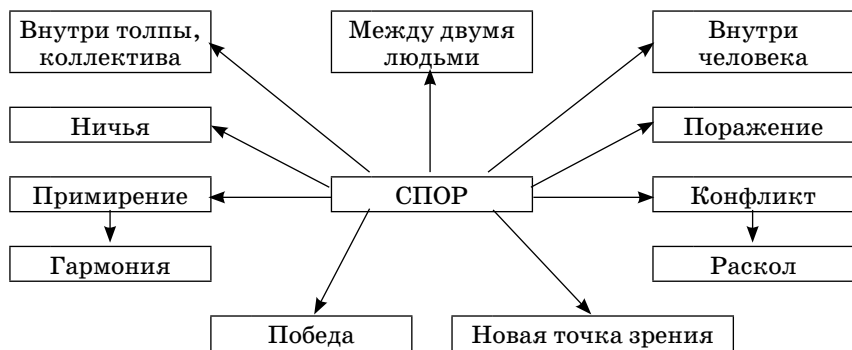 Внутри толпы,
коллектива
Между двумя
людьми
Внутри
человека
Ничья
Поражение
Примирение
СПОР
Конфликт
Гармония
Раскол
Победа
Новая точка зрения